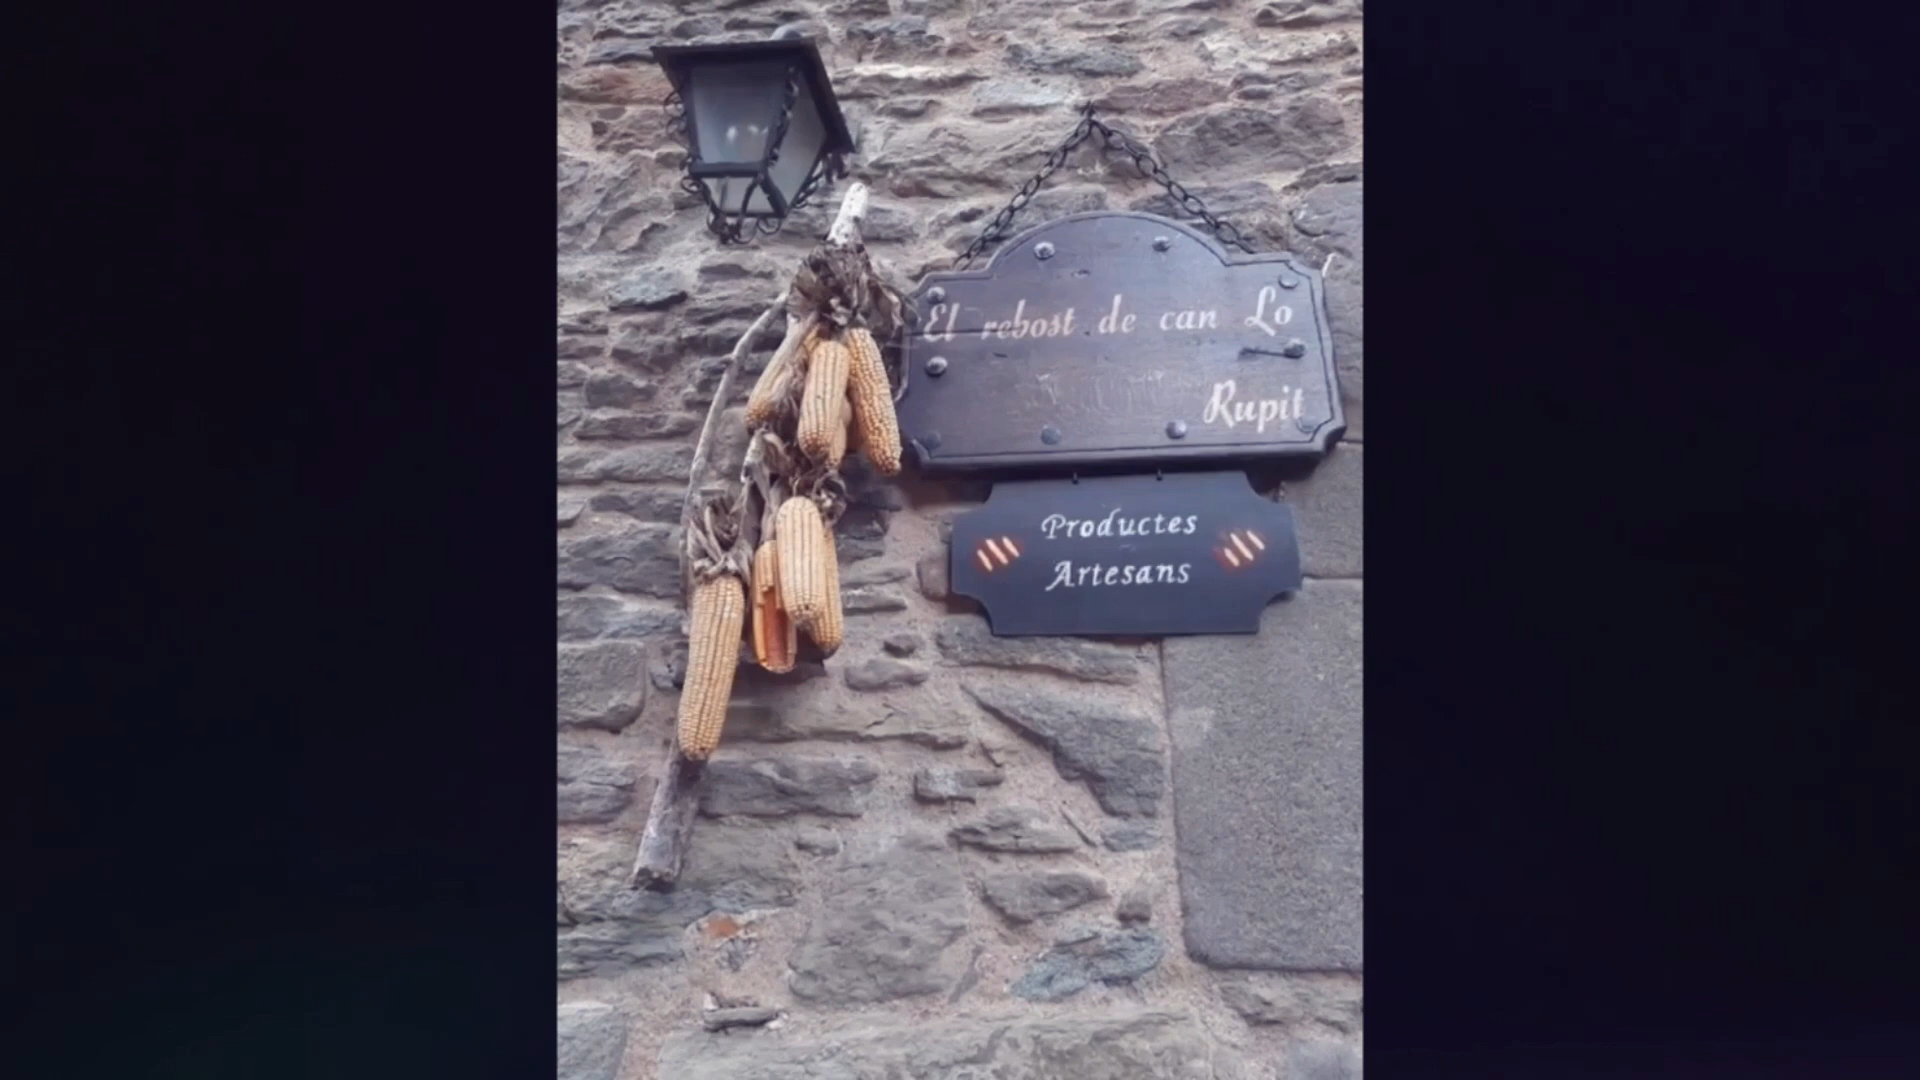 El rebost de can Lo
Rupit
Productes
Artesans